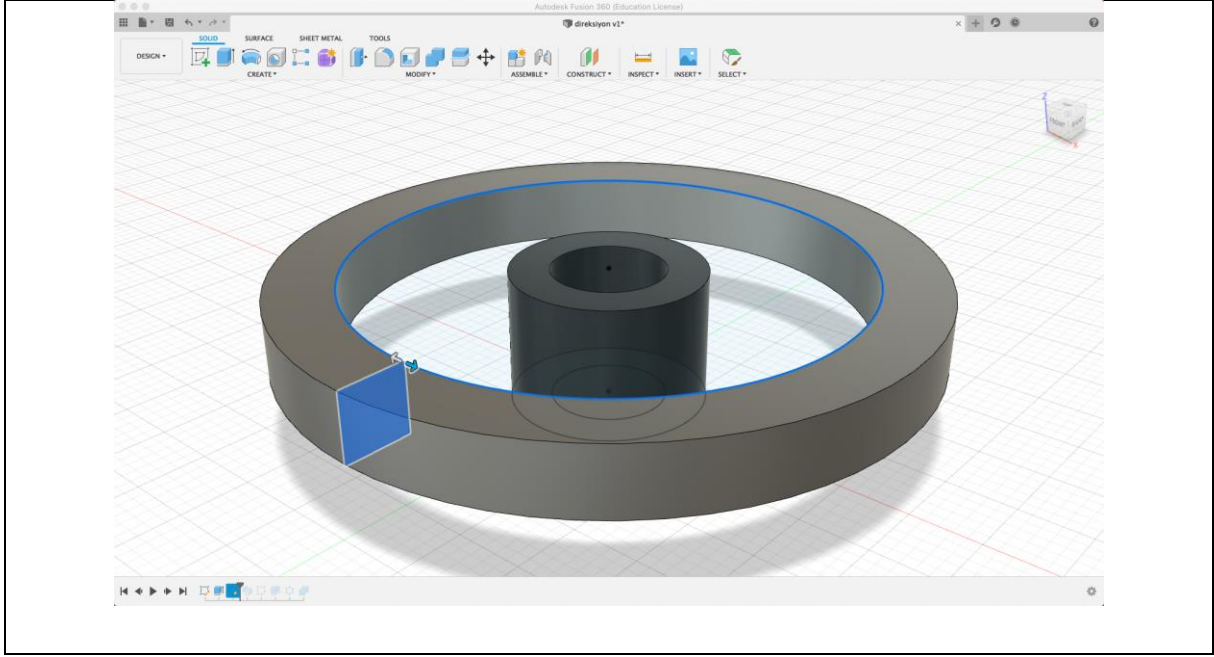 Autodesk Fusion 360 (Education License)
direksiyon v1*
SOLID SURFACE SHEET METAL TOOLS
DESIGN
CREATE MODIFY ASSEMBLE CONSTRUCT INSPECT INSERT SELECT
Z
FRONT
X